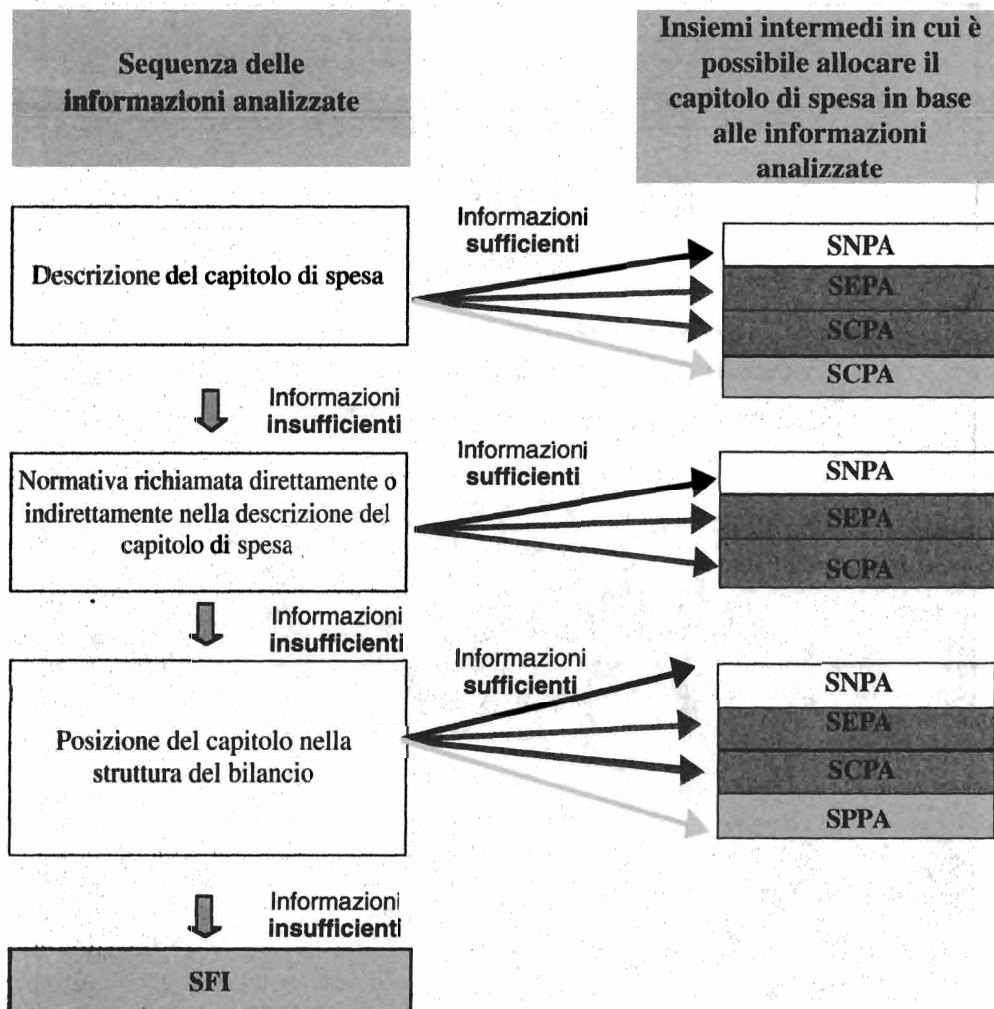 Sequenza delle
informazioni analizzate
Insiemi intermedi in cui è
possibile allocare il
capitolo di spesa in base
alle informazioni
analizzate
Descrizione del capitolo di spesa
Informazioni
sufficienti
SNPA
SEPA
SCPA
SCPA
Informazioni
insufficienti
Normativa richiamata direttamente o
indirettamente nella descrizione del
capitolo di spesa
Informazioni
sufficienti
SNPA
SEPA
SCPA
Informazioni
insufficienti
Posizione del capitolo nella
struttura del bilancio
Informazioni
sufficienti
SNPA
SEPA
SCPA
SPPA
Informazioni
insufficienti
SFI